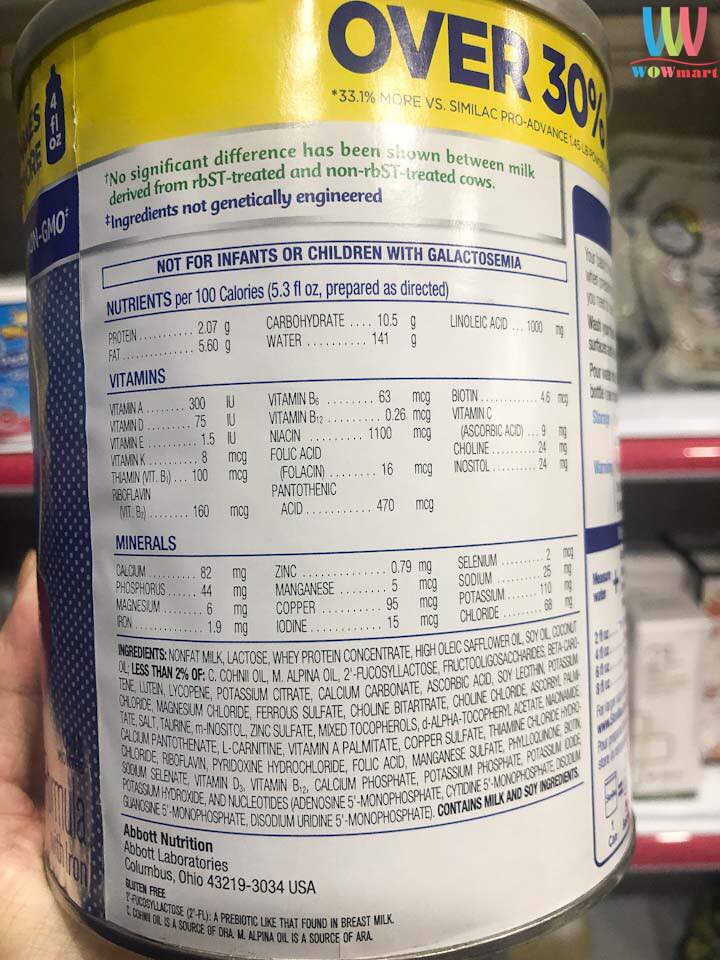 WOWmart
OVER 30%
*33.1% MORE VS. SIMILAC PRO-ADVANCE 1.45 LB
4
fl
oz
†No significant difference has been shown between milk
derived from rbST-treated and non-rbST-treated cows.
‡Ingredients not genetically engineered
N-GMO‡
NOT FOR INFANTS OR CHILDREN WITH GALACTOSEMIA
NUTRIENTS per 100 Calories (5.3 fl oz, prepared as directed)
PROTEIN ........... 2.07 g CARBOHYDRATE .... 10.5 g LINOLEIC ACID ... 1000 mg
FAT ............... 5.60 g WATER ........... 141 g
VITAMINS
VITAMIN A ........ 300 IU VITAMIN B6 ........... 63 mcg BIOTIN ............. 4.6 mcg
VITAMIN D ......... 75 IU VITAMIN B12 ......... 0.26 mcg VITAMIN C
VITAMIN E ......... 1.5 IU NIACIN ........... 1100 mcg (ASCORBIC ACID) ... 9 mg
VITAMIN K ......... 8 mcg FOLIC ACID CHOLINE ........... 24 mg
THIAMIN (VIT. B1) ... 100 mcg (FOLACIN) ......... 16 mcg INOSITOL .......... 24 mg
RIBOFLAVIN PANTOTHENIC
(VIT. B2) ......... 160 mcg ACID ............ 470 mcg
MINERALS
CALCIUM .......... 82 mg ZINC .............. 0.79 mg SELENIUM ......... 2 mcg
PHOSPHORUS ...... 44 mg MANGANESE ....... 5 mcg SODIUM ........... 25 mg
MAGNESIUM ........ 6 mg COPPER ........... 95 mcg POTASSIUM ....... 110 mg
IRON .............. 1.9 mg IODINE ............ 15 mcg CHLORIDE ......... 68 mg
INGREDIENTS: NONFAT MILK, LACTOSE, WHEY PROTEIN CONCENTRATE, HIGH OLEIC SAFFLOWER OIL, SOY OIL, COCONUT
OIL; LESS THAN 2% OF: C. COHNII OIL, M. ALPINA OIL, 2'-FUCOSYLLACTOSE, FRUCTOOLIGOSACCHARIDES, BETA-CARO-
TENE, LUTEIN, LYCOPENE, POTASSIUM CITRATE, CALCIUM CARBONATE, ASCORBIC ACID, SOY LECITHIN, POTASSIUM
CHLORIDE, MAGNESIUM CHLORIDE, FERROUS SULFATE, CHOLINE BITARTRATE, CHOLINE CHLORIDE, ASCORBYL PALMI-
TATE, SALT, TAURINE, m-INOSITOL, ZINC SULFATE, MIXED TOCOPHEROLS, d-ALPHA-TOCOPHERYL ACETATE, NIACINAMIDE,
CALCIUM PANTOTHENATE, L-CARNITINE, VITAMIN A PALMITATE, COPPER SULFATE, THIAMINE CHLORIDE HYDRO-
CHLORIDE, RIBOFLAVIN, PYRIDOXINE HYDROCHLORIDE, FOLIC ACID, MANGANESE SULFATE, PHYLLOQUINONE, BIOTIN,
SODIUM SELENATE, VITAMIN D3, VITAMIN B12, CALCIUM PHOSPHATE, POTASSIUM PHOSPHATE, POTASSIUM IODIDE,
POTASSIUM HYDROXIDE, AND NUCLEOTIDES (ADENOSINE 5'-MONOPHOSPHATE, CYTIDINE 5'-MONOPHOSPHATE, DISODIUM
GUANOSINE 5'-MONOPHOSPHATE, DISODIUM URIDINE 5'-MONOPHOSPHATE). CONTAINS MILK AND SOY INGREDIENTS.
Abbott Nutrition
Abbott Laboratories
Columbus, Ohio 43219-3034 USA
GLUTEN FREE
2'-FUCOSYLLACTOSE (2'-FL): A PREBIOTIC LIKE THAT FOUND IN BREAST MILK.
C. COHNII OIL IS A SOURCE OF DHA. M. ALPINA OIL IS A SOURCE OF ARA.
Storage
Warning
Measure
water
2 fl oz
4 fl oz
6 fl oz
8 fl oz